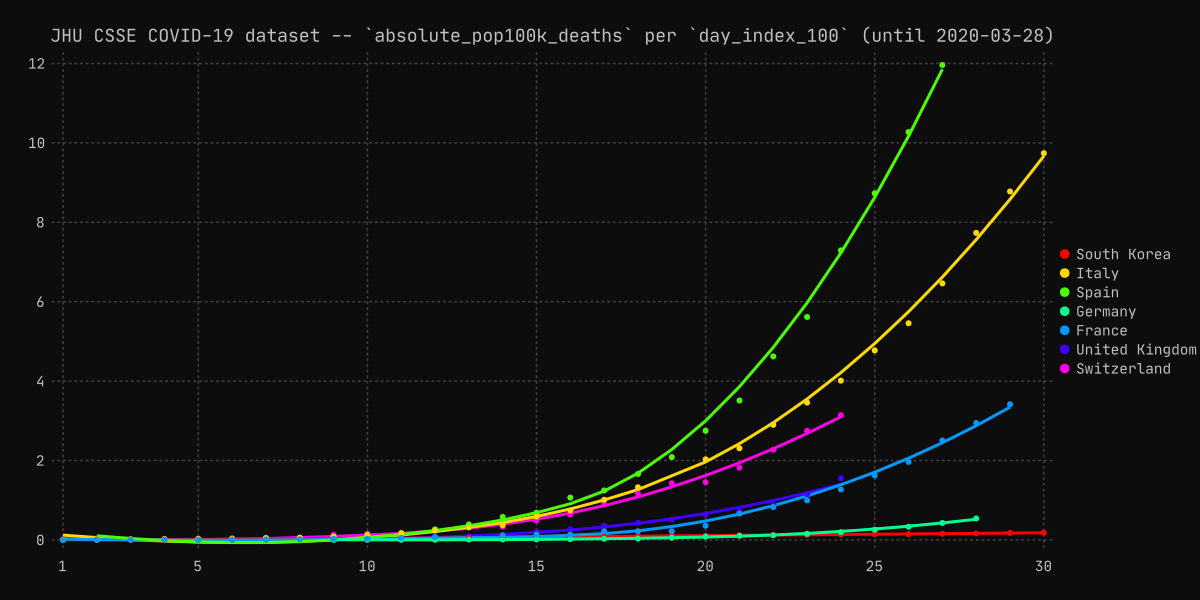 JHU CSSE COVID-19 dataset -- `absolute_pop100k_deaths` per `day_index_100` (until 2020-03-28)
12
10
8
6
4
2
0
1 5 10 15 20 25 30
South Korea
Italy
Spain
Germany
France
United Kingdom
Switzerland